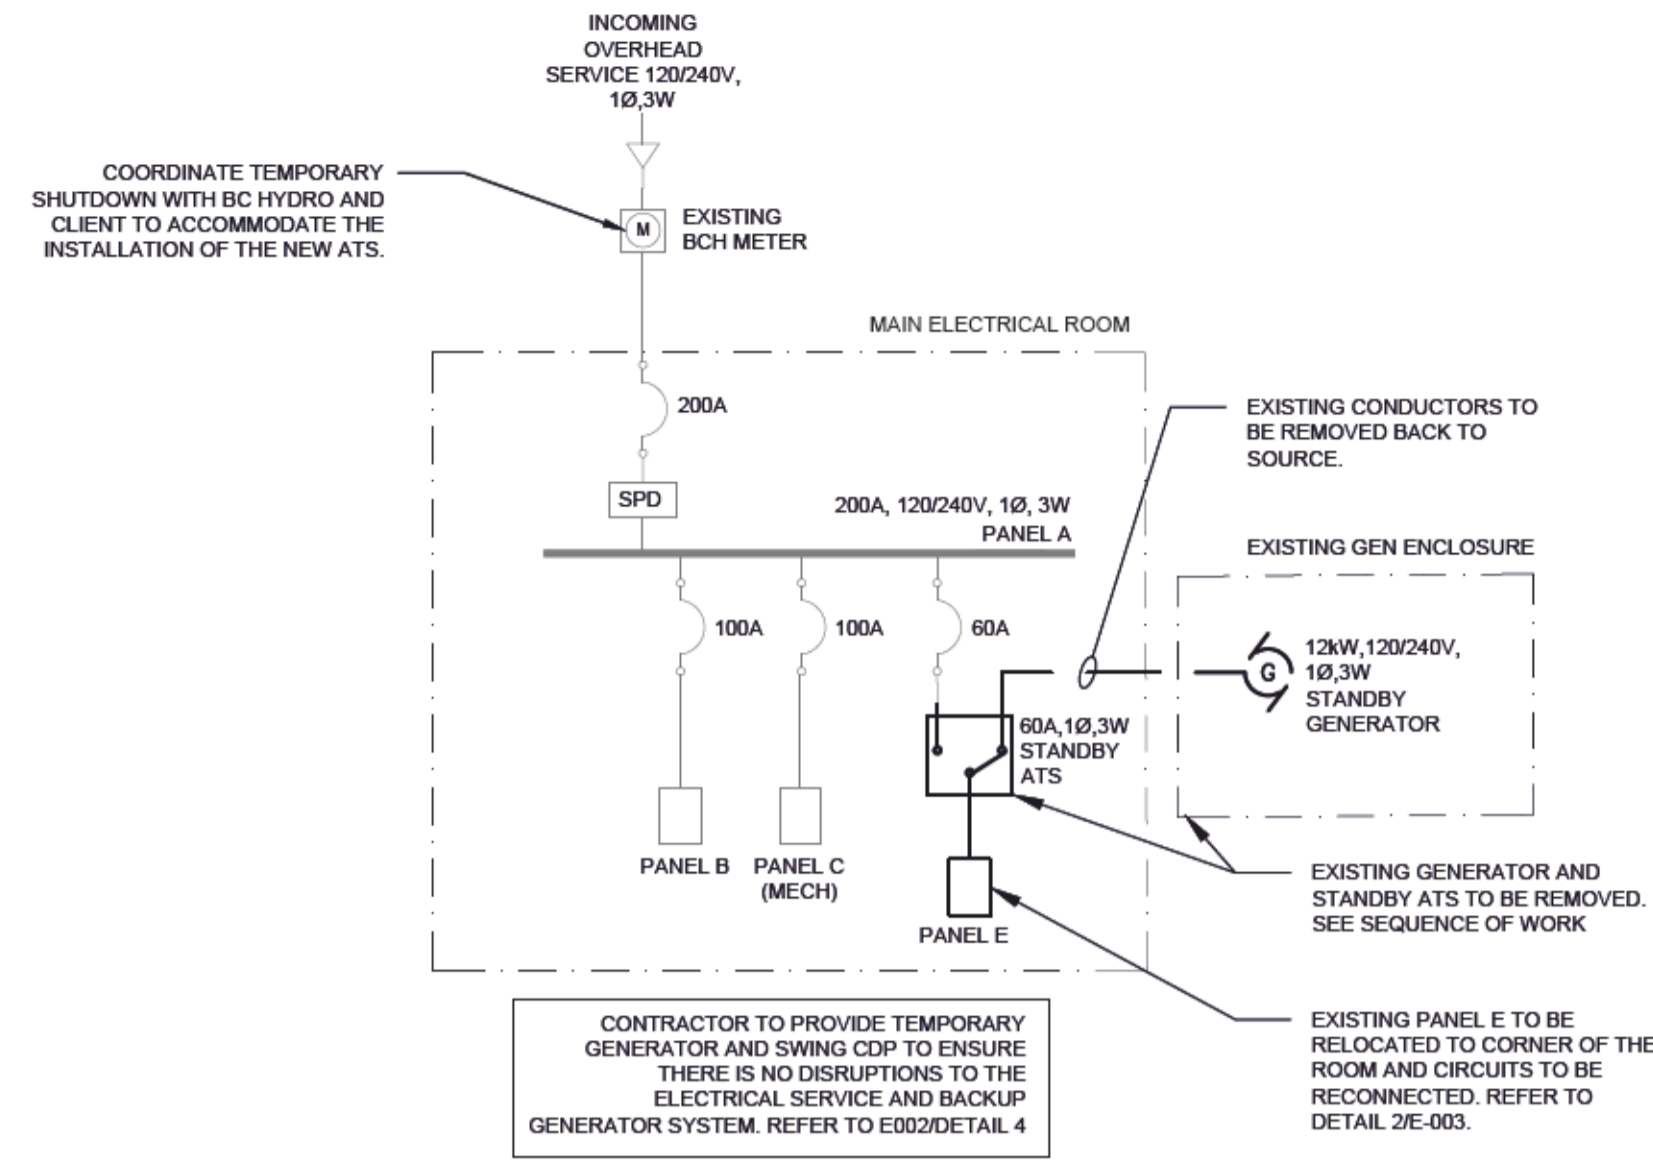 INCOMING
OVERHEAD
SERVICE 120/240V,
1Ø,3W
COORDINATE TEMPORARY
SHUTDOWN WITH BC HYDRO AND
CLIENT TO ACCOMMODATE THE
INSTALLATION OF THE NEW ATS.
M
EXISTING
BCH METER
MAIN ELECTRICAL ROOM
200A
SPD
200A, 120/240V, 1Ø, 3W
PANEL A
EXISTING CONDUCTORS TO
BE REMOVED BACK TO
SOURCE.
EXISTING GEN ENCLOSURE
100A
100A
60A
G
12kW,120/240V,
1Ø,3W
STANDBY
GENERATOR
60A,1Ø,3W
STANDBY
ATS
PANEL B
PANEL C
(MECH)
PANEL E
EXISTING GENERATOR AND
STANDBY ATS TO BE REMOVED.
SEE SEQUENCE OF WORK
EXISTING PANEL E TO BE
RELOCATED TO CORNER OF THE
ROOM AND CIRCUITS TO BE
RECONNECTED. REFER TO
DETAIL 2/E-003.
CONTRACTOR TO PROVIDE TEMPORARY
GENERATOR AND SWING CDP TO ENSURE
THERE IS NO DISRUPTIONS TO THE
ELECTRICAL SERVICE AND BACKUP
GENERATOR SYSTEM. REFER TO E002/DETAIL 4